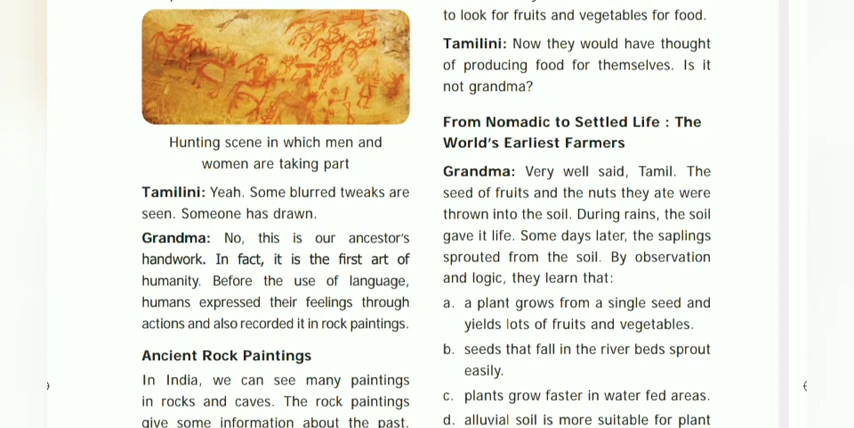 Hunting scene in which men and
women are taking part
Tamilini: Yeah. Some blurred tweaks are
seen. Someone has drawn.
Grandma: No, this is our ancestor's
handwork. In fact, it is the first art of
humanity. Before the use of language,
humans expressed their feelings through
actions and also recorded it in rock paintings.
Ancient Rock Paintings
In India, we can see many paintings
in rocks and caves. The rock paintings
give some information about the past.
to look for fruits and vegetables for food.
Tamilini: Now they would have thought
of producing food for themselves. Is it
not grandma?
From Nomadic to Settled Life : The
World's Earliest Farmers
Grandma: Very well said, Tamil. The
seed of fruits and the nuts they ate were
thrown into the soil. During rains, the soil
gave it life. Some days later, the saplings
sprouted from the soil. By observation
and logic, they learn that:
a. a plant grows from a single seed and
yields lots of fruits and vegetables.
b. seeds that fall in the river beds sprout
easily.
c. plants grow faster in water fed areas.
d. alluvial soil is more suitable for plant